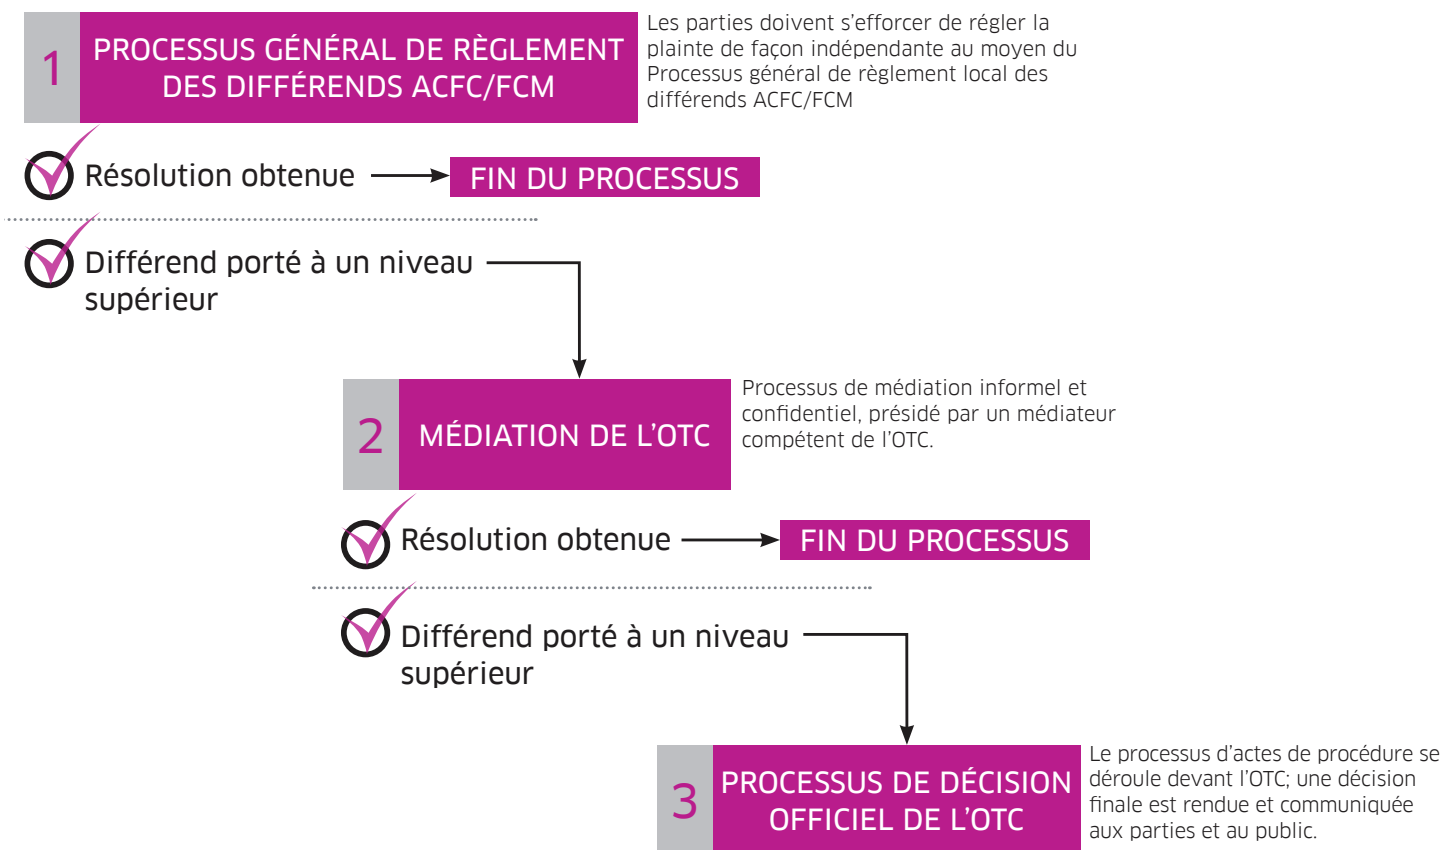 1
PROCESSUS GÉNÉRAL DE RÈGLEMENT
DES DIFFÉRENDS ACFC/FCM
Les parties doivent s’efforcer de régler la
plainte de façon indépendante au moyen du
Processus général de règlement local des
différends ACFC/FCM
Résolution obtenue
FIN DU PROCESSUS
Différend porté à un niveau
supérieur
2
MÉDIATION DE L’OTC
Processus de médiation informel et
confidentiel, présidé par un médiateur
compétent de l’OTC.
Résolution obtenue
FIN DU PROCESSUS
Différend porté à un niveau
supérieur
3
PROCESSUS DE DÉCISION
OFFICIEL DE L’OTC
Le processus d’actes de procédure se
déroule devant l’OTC; une décision
finale est rendue et communiquée
aux parties et au public.